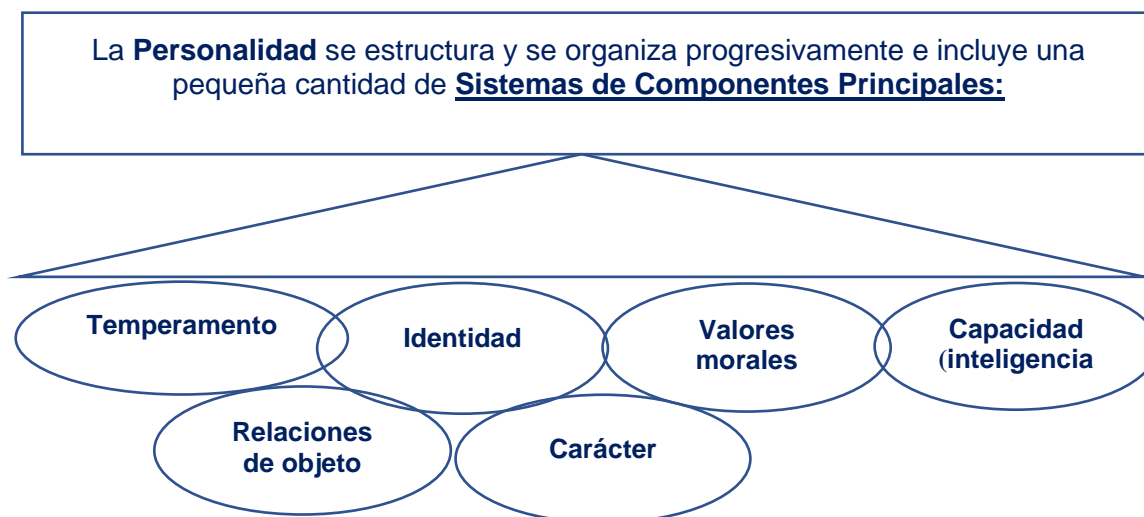 La Personalidad se estructura y se organiza progresivamente e incluye una
pequeña cantidad de Sistemas de Componentes Principales:
Temperamento
Identidad
Valores
morales
Capacidad
(inteligencia
Relaciones
de objeto
Carácter